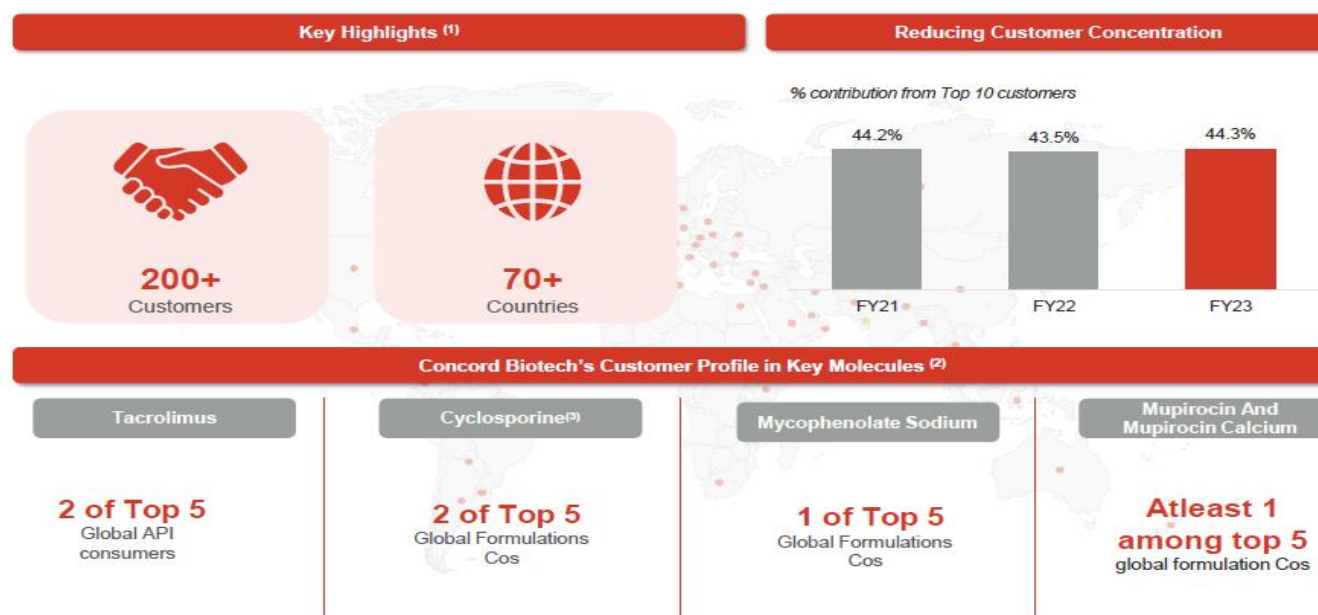 Key Highlights (1)
Reducing Customer Concentration
% contribution from Top 10 customers
44.2%
43.5%
44.3%
FY21
FY22
FY23
200+
Customers
70+
Countries
Concord Biotech's Customer Profile in Key Molecules (2)
Tacrolimus
2 of Top 5
Global API
consumers
Cyclosporine(3)
2 of Top 5
Global Formulations
Cos
Mycophenolate Sodium
1 of Top 5
Global Formulations
Cos
Mupirocin And
Mupirocin Calcium
Atleast 1
among top 5
global formulation Cos